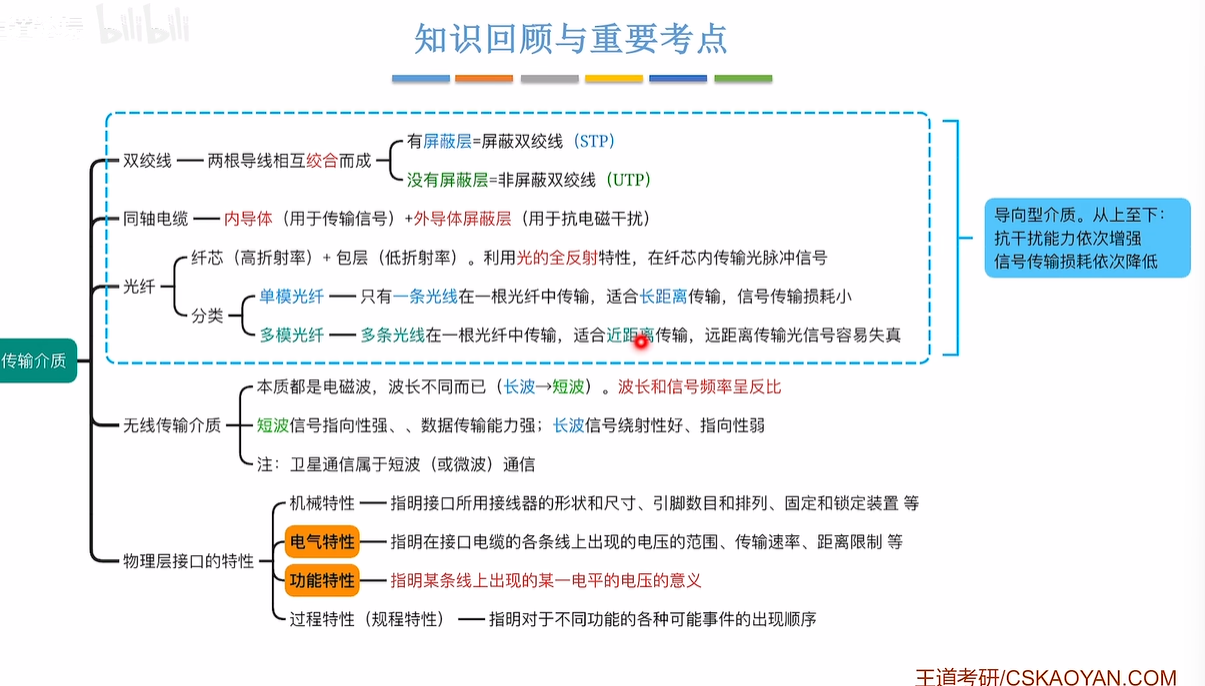 bilibili
知识回顾与重要考点
传输介质
双绞线
两根导线相互绞合而成
有屏蔽层=屏蔽双绞线（STP）
没有屏蔽层=非屏蔽双绞线（UTP）
同轴电缆
内导体（用于传输信号）+外导体屏蔽层（用于抗电磁干扰）
光纤
纤芯（高折射率）+ 包层（低折射率）。利用光的全反射特性，在纤芯内传输光脉冲信号
分类
单模光纤
只有一条光线在一根光纤中传输，适合长距离传输，信号传输损耗小
多模光纤
多条光线在一根光纤中传输，适合近距离传输，远距离传输光信号容易失真
导向型介质。从上至下：
抗干扰能力依次增强
信号传输损耗依次降低
无线传输介质
本质都是电磁波，波长不同而已（长波→短波）。波长和信号频率呈反比
短波信号指向性强、、数据传输能力强；长波信号绕射性好、指向性弱
注：卫星通信属于短波（或微波）通信
物理层接口的特性
机械特性
指明接口所用接线器的形状和尺寸、引脚数目和排列、固定和锁定装置 等
电气特性
指明在接口电缆的各条线上出现的电压的范围、传输速率、距离限制 等
功能特性
指明某条线上出现的某一电平的电压的意义
过程特性（规程特性）
指明对于不同功能的各种可能事件的出现顺序
王道考研/CSKAOYAN.COM